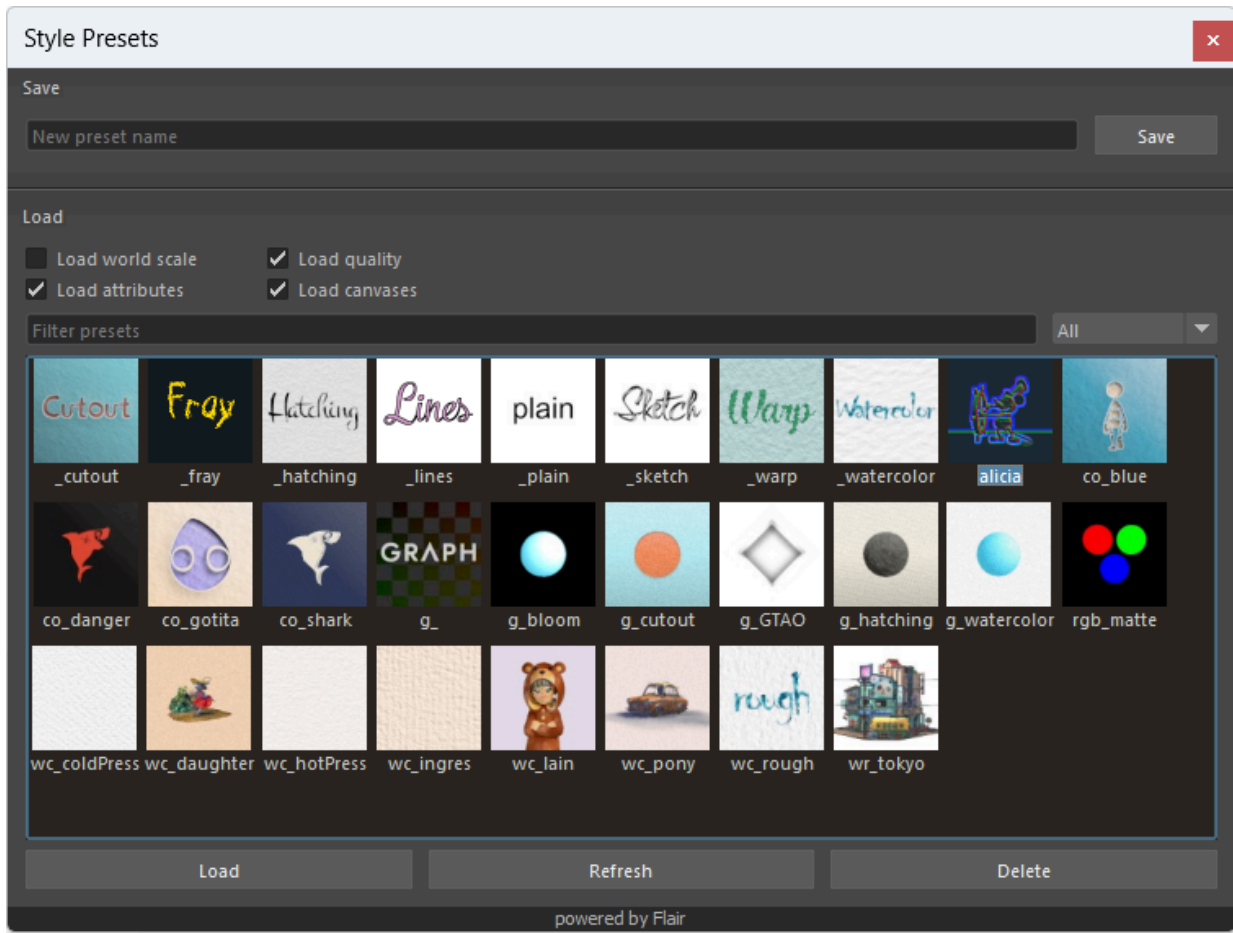 Style Presets
×
Save
New preset name
Save
Load
Load world scale
Load quality
Load attributes
Load canvases
Filter presets
All
Cutout
Fray
Hatching
Lines
plain
Sketch
Warp
Watercolor
_cutout
_fray
_hatching
_lines
_plain
_sketch
_warp
_watercolor
alicia
co_blue
GRAPH
co_danger
co_gotita
co_shark
g_
g_bloom
g_cutout
g_GTAO
g_hatching
g_watercolor
rgb_matte
rough
wc_coldPress
wc_daughter
wc_hotPress
wc_ingres
wc_lain
wc_pony
wc_rough
wr_tokyo
Load
Refresh
Delete
powered by Flair